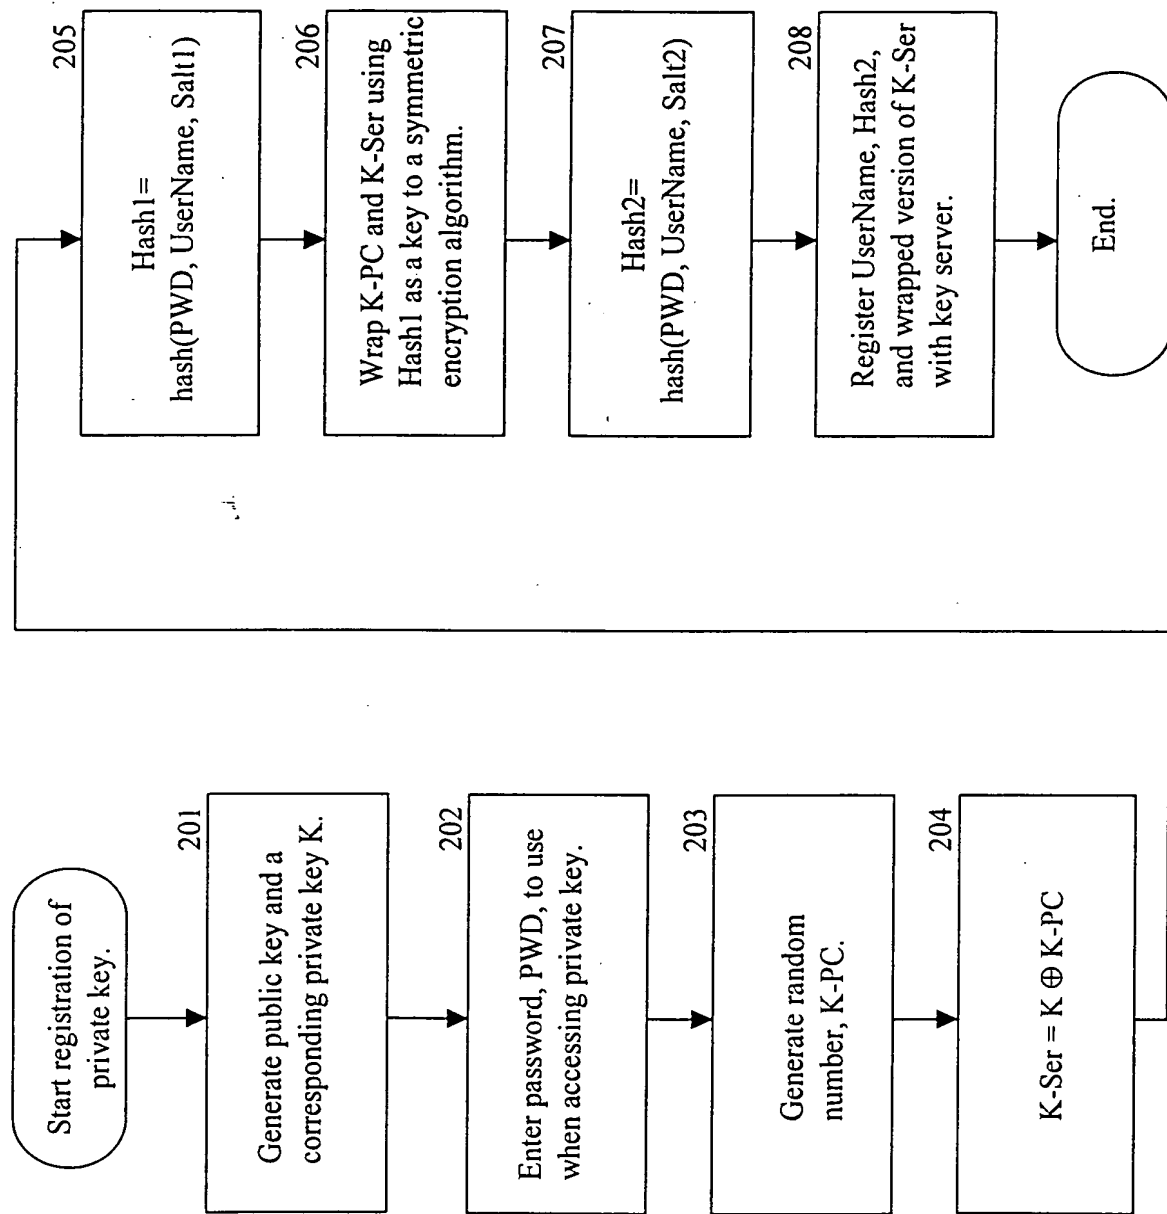 Start registration of
private key.
201
Generate public key and a
corresponding private key K.
202
Enter password, PWD, to use
when accessing private key.
203
Generate random
number, K-PC.
204
K-Ser = K ⊕ K-PC
205
Hash1=
hash(PWD, UserName, Salt1)
206
Wrap K-PC and K-Ser using
Hash1 as a key to a symmetric
encryption algorithm.
207
Hash2=
hash(PWD, UserName, Salt2)
208
Register UserName, Hash2,
and wrapped version of K-Ser
with key server.
End.